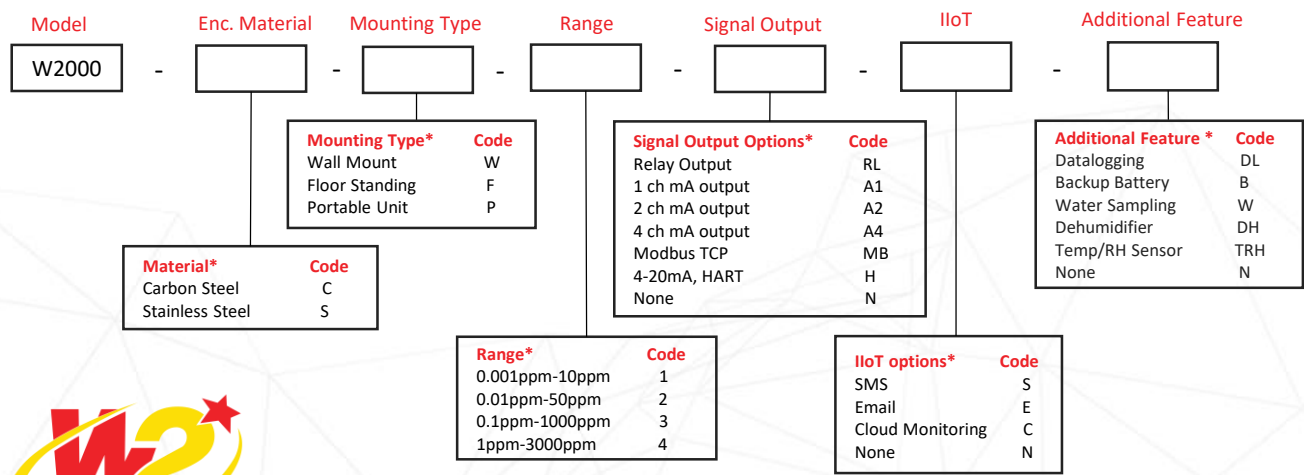 Model Enc. Material Mounting Type Range Signal Output IIoT Additional Feature
W2000 - - - - - -
Mounting Type* Code
Wall Mount W
Floor Standing F
Portable Unit P
Signal Output Options* Code
Relay Output RL
1 ch mA output A1
2 ch mA output A2
4 ch mA output A4
Modbus TCP MB
4-20mA, HART H
None N
Additional Feature * Code
Datalogging DL
Backup Battery B
Water Sampling W
Dehumidifier DH
Temp/RH Sensor TRH
None N
Material* Code
Carbon Steel C
Stainless Steel S
Range* Code
0.001ppm-10ppm 1
0.01ppm-50ppm 2
0.1ppm-1000ppm 3
1ppm-3000ppm 4
IIoT options* Code
SMS S
Email E
Cloud Monitoring C
None N
W2